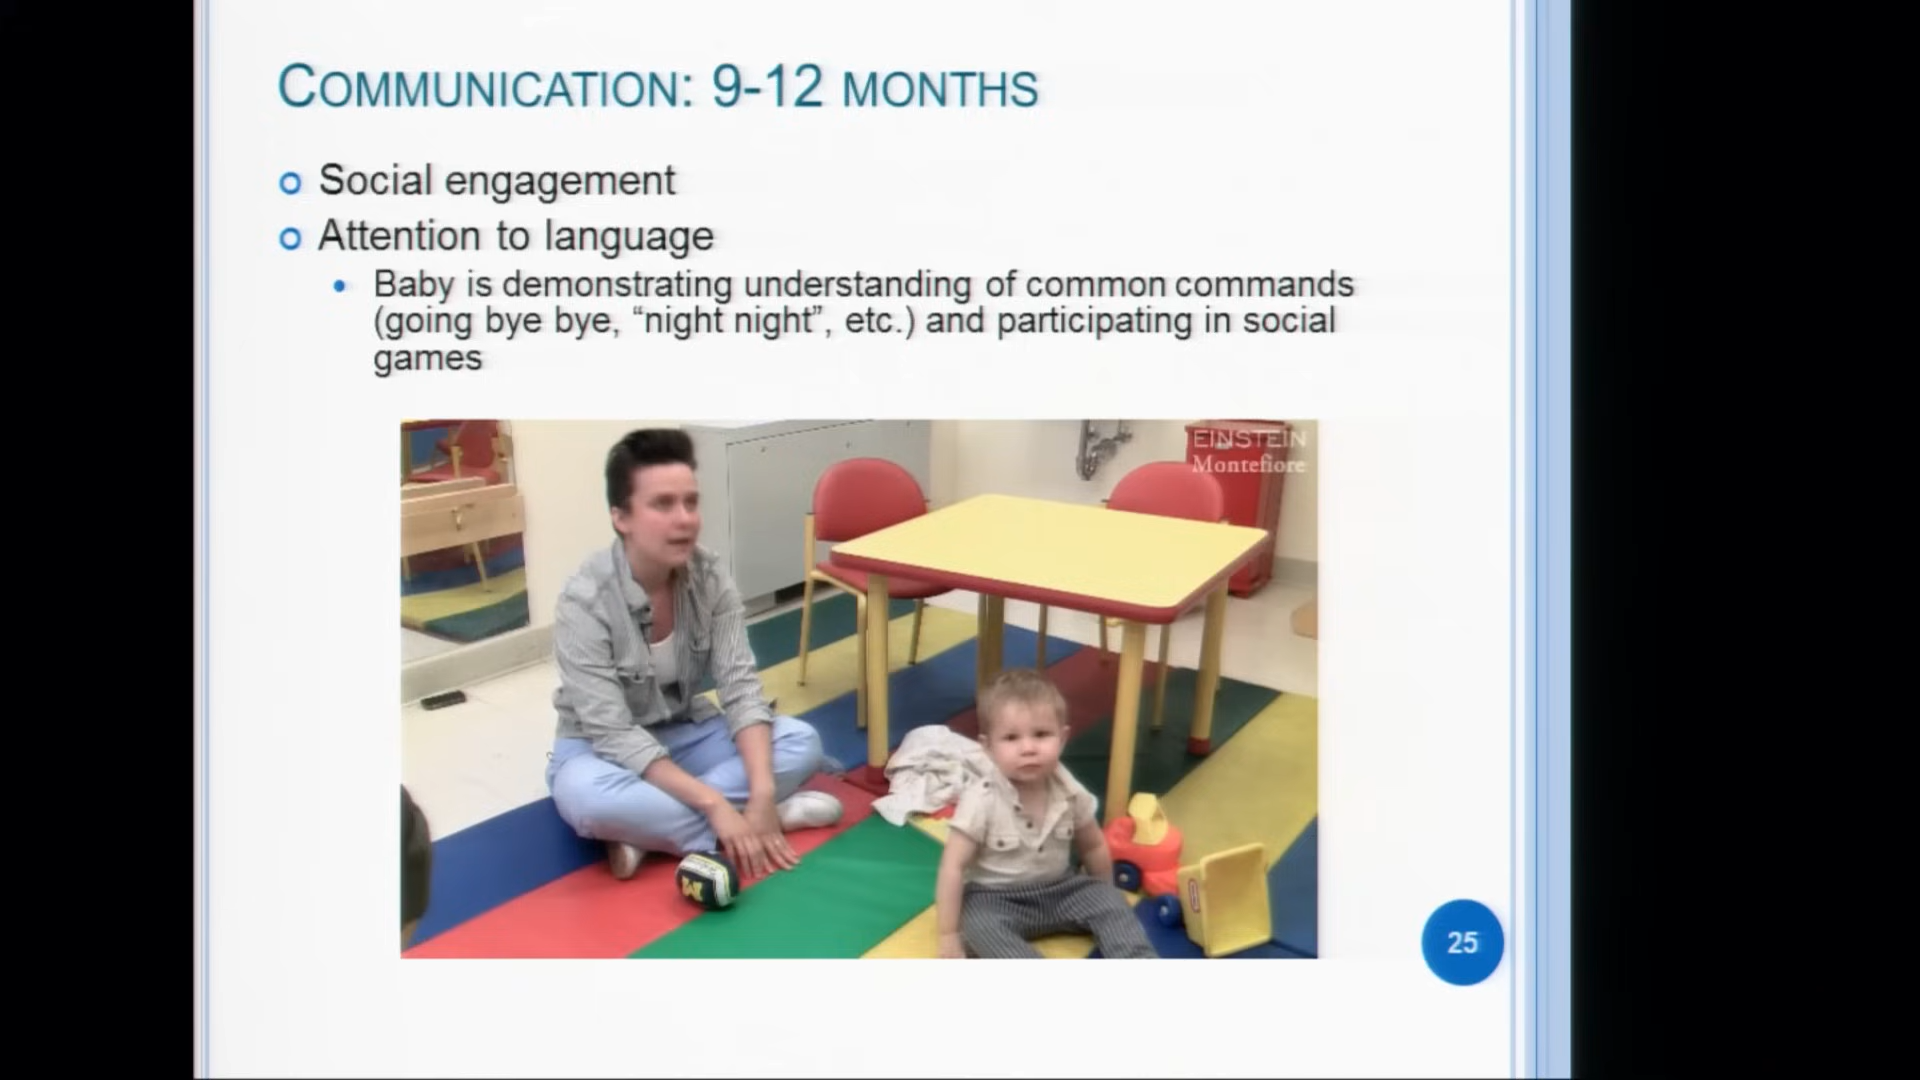 COMMUNICATION: 9-12 MONTHS
Social engagement
Attention to language
Baby is demonstrating understanding of common commands
(going bye bye, “night night”, etc.) and participating in social
games
EINSTEIN
Montefiore
M
25